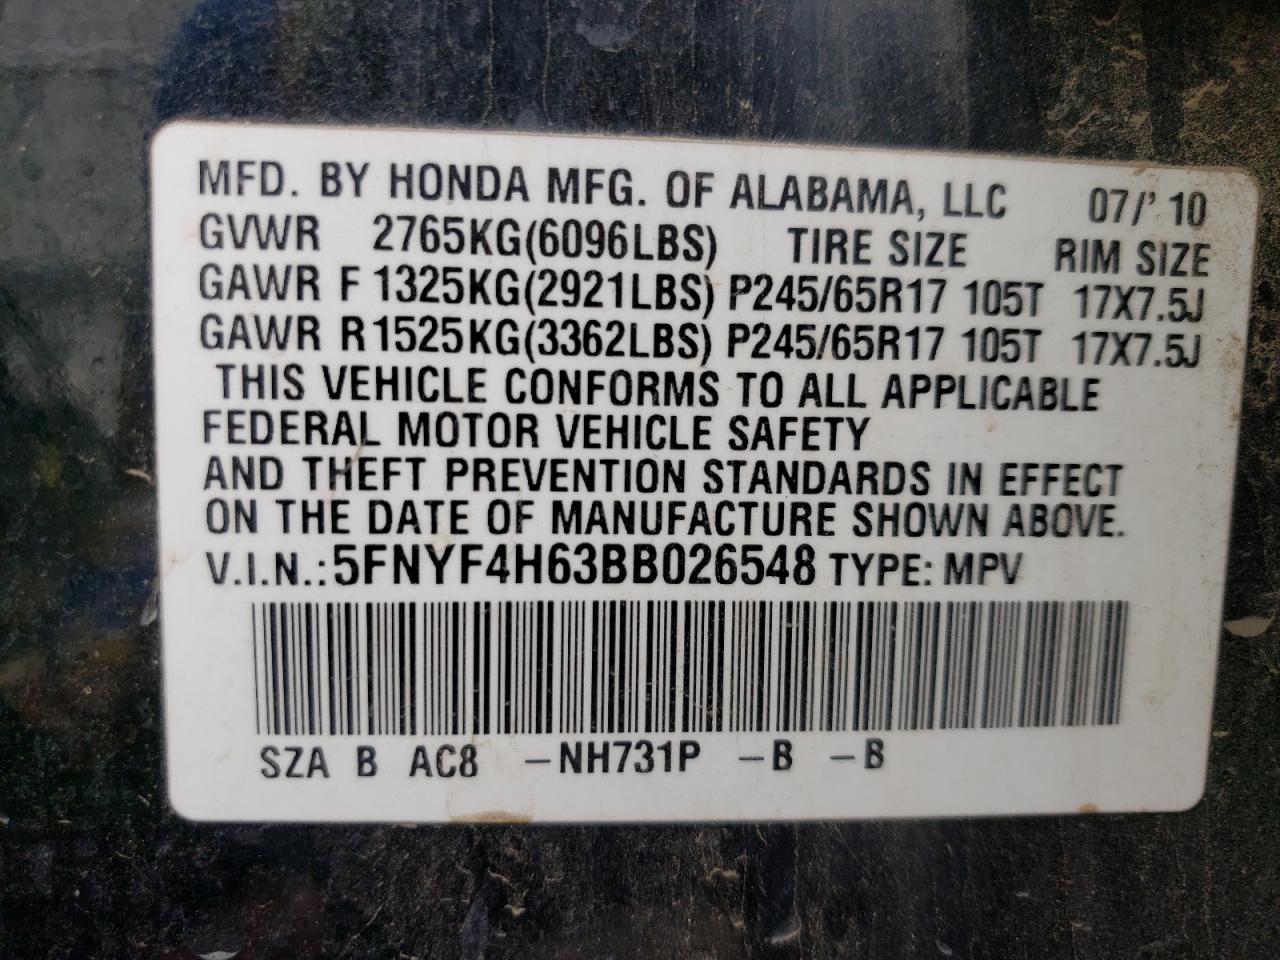 MFD. BY HONDA MFG. OF ALABAMA, LLC 07/' 10
GVWR 2765KG(6096LBS) TIRE SIZE RIM SIZE
GAWR F 1325KG(2921LBS) P245/65R17 105T 17X7.5J
GAWR R 1525KG(3362LBS) P245/65R17 105T 17X7.5J
THIS VEHICLE CONFORMS TO ALL APPLICABLE
FEDERAL MOTOR VEHICLE SAFETY
AND THEFT PREVENTION STANDARDS IN EFFECT
ON THE DATE OF MANUFACTURE SHOWN ABOVE.
V.I.N.: 5FNYF4H63BB026548 TYPE: MPV
SZA B AC8 -NH731P -B -B